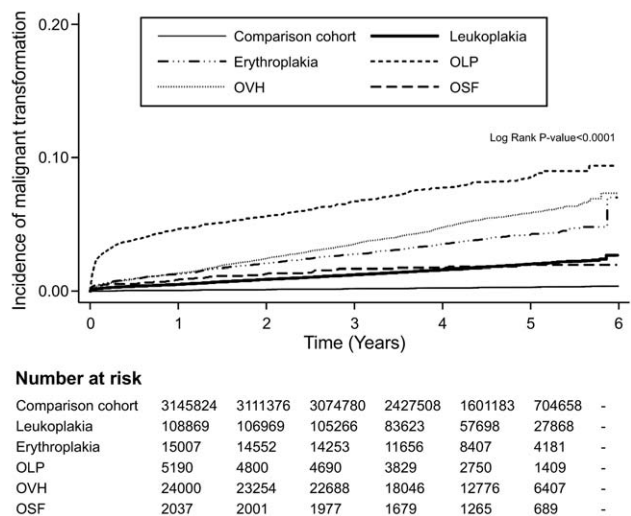 0.20
0.10
0.00
Incidence of malignant transformation
Comparison cohort Leukoplakia
Erythroplakia OLP
OVH OSF
Log Rank P-value<0.0001
0 1 2 3 4 5 6
Time (Years)
Number at risk
Comparison cohort 3145824 3111376 3074780 2427508 1601183 704658 -
Leukoplakia 108869 106969 105266 83623 57698 27868 -
Erythroplakia 15007 14552 14253 11656 8407 4181 -
OLP 5190 4800 4690 3829 2750 1409 -
OVH 24000 23254 22688 18046 12776 6407 -
OSF 2037 2001 1977 1679 1265 689 -